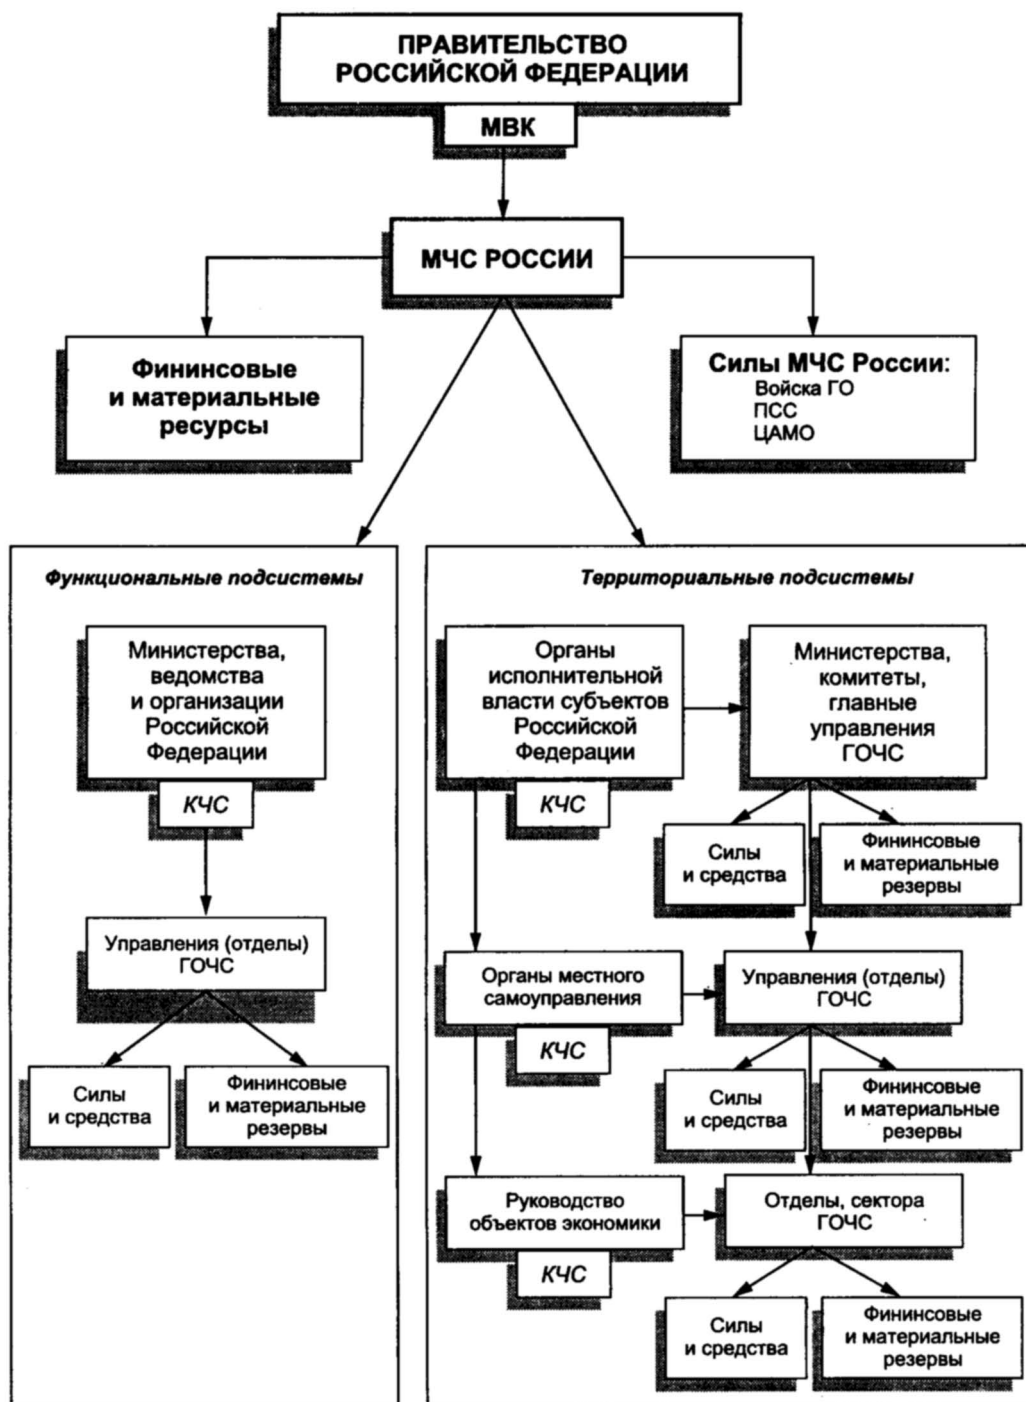 ПРАВИТЕЛЬСТВО
РОССИЙСКОЙ ФЕДЕРАЦИИ
МВК
МЧС РОССИИ
Фининсовые
и материальные
ресурсы
Силы МЧС России:
Войска ГО
ПСС
ЦАМО
Функциональные подсистемы
Министерства,
ведомства
и организации
Российской
Федерации
КЧС
Управления (отделы)
ГОЧС
Силы
и средства
Фининсовые
и материальные
резервы
Территориальные подсистемы
Органы
исполнительной
власти субъектов
Российской
Федерации
КЧС
Министерства,
комитеты,
главные
управления
ГОЧС
Силы
и средства
Фининсовые
и материальные
резервы
Органы местного
самоуправления
КЧС
Управления (отделы)
ГОЧС
Силы
и средства
Фининсовые
и материальные
резервы
Руководство
объектов экономики
КЧС
Отделы, сектора
ГОЧС
Силы
и средства
Фининсовые
и материальные
резервы